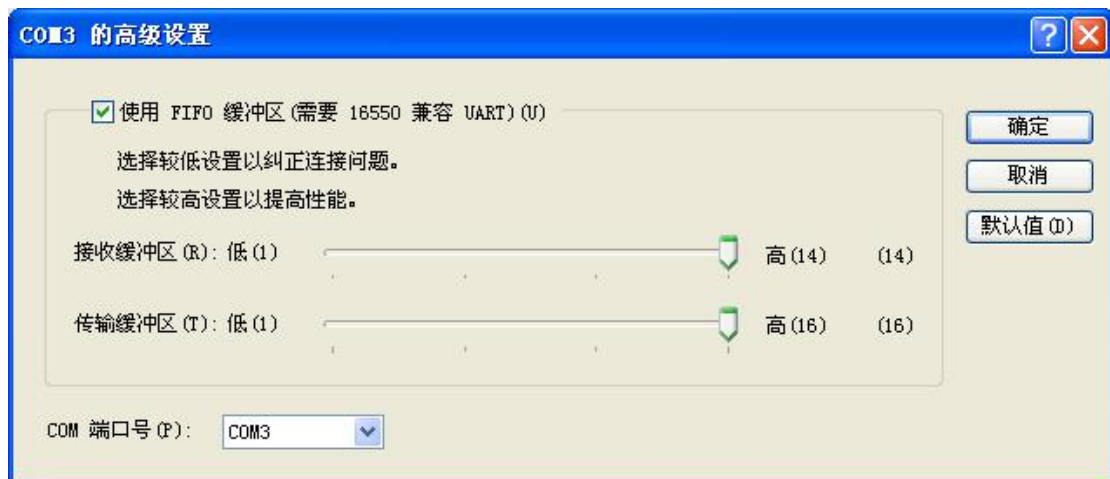 COM3 的高级设置
使用 FIFO 缓冲区(需要 16550 兼容 UART)(U)
确定
选择较低设置以纠正连接问题。
取消
选择较高设置以提高性能。
默认值(D)
接收缓冲区(R): 低(1) 高(14) (14)
传输缓冲区(T): 低(1) 高(16) (16)
COM 端口号(P): COM3